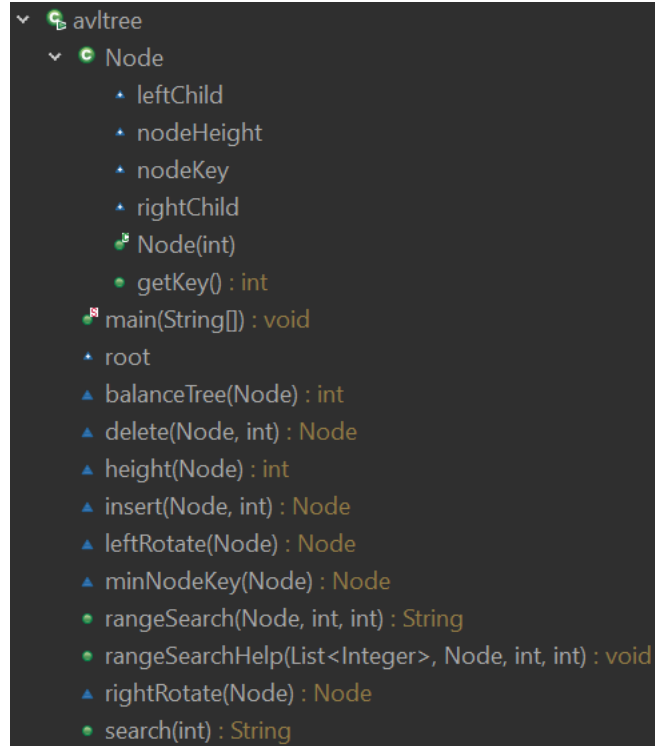 avltree
Node
leftChild
nodeHeight
nodeKey
rightChild
Node(int)
getKey() : int
main(String[]) : void
root
balanceTree(Node) : int
delete(Node, int) : Node
height(Node) : int
insert(Node, int) : Node
leftRotate(Node) : Node
minNodeKey(Node) : Node
rangeSearch(Node, int, int) : String
rangeSearchHelp(List<Integer>, Node, int, int) : void
rightRotate(Node) : Node
search(int) : String